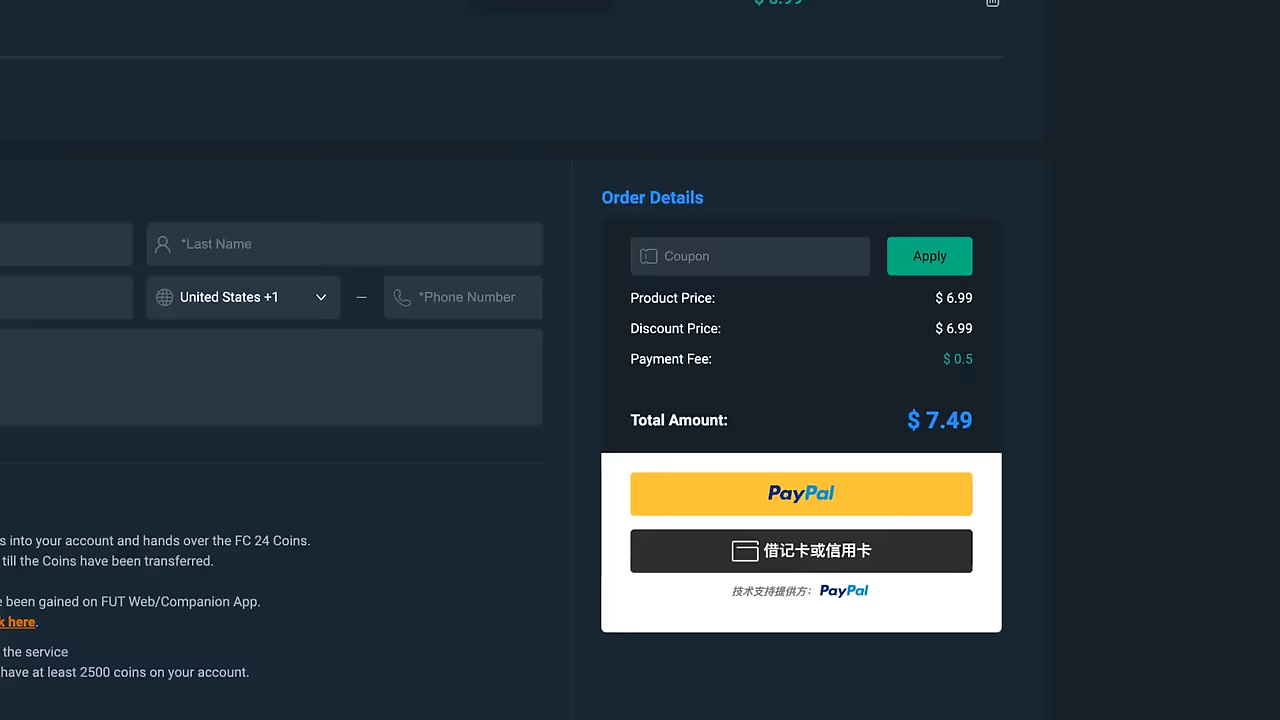 *Last Name
United States +1
*Phone Number
s into your account and hands over the FC 24 Coins.
till the Coins have been transferred.
e been gained on FUT Web/Companion App.
k here.
the service
have at least 2500 coins on your account.
Order Details
Coupon
Apply
Product Price:
$ 6.99
Discount Price:
$ 6.99
Payment Fee:
$ 0.5
Total Amount:
$ 7.49
PayPal
借记卡或信用卡
技术支持提供方: PayPal